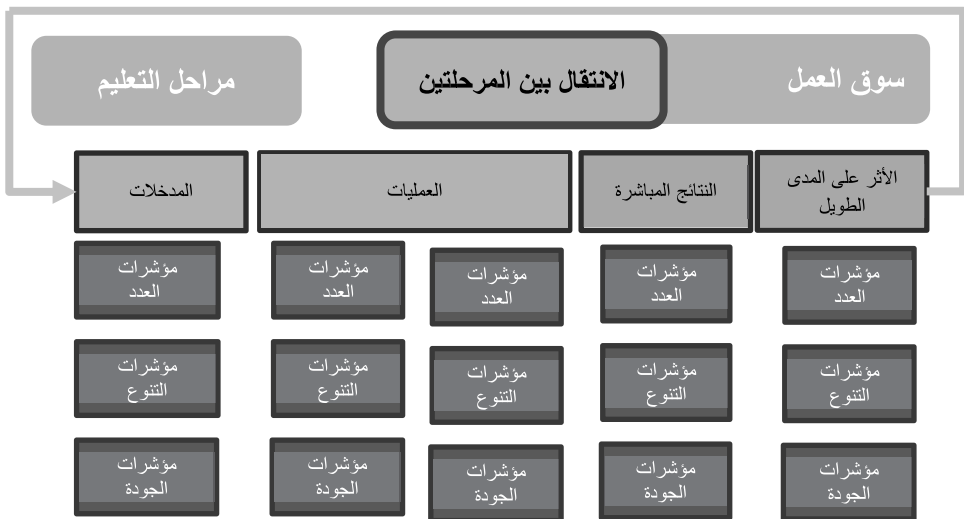 سوق العمل
الانتقال بين المرحلتين
مراحل التعليم
الأثر على المدى
الطويل
النتائج المباشرة
العمليات
المدخلات
مؤشرات
العدد
مؤشرات
العدد
مؤشرات
العدد
مؤشرات
العدد
مؤشرات
العدد
مؤشرات
التنوع
مؤشرات
التنوع
مؤشرات
التنوع
مؤشرات
التنوع
مؤشرات
التنوع
مؤشرات
الجودة
مؤشرات
الجودة
مؤشرات
الجودة
مؤشرات
الجودة
مؤشرات
الجودة